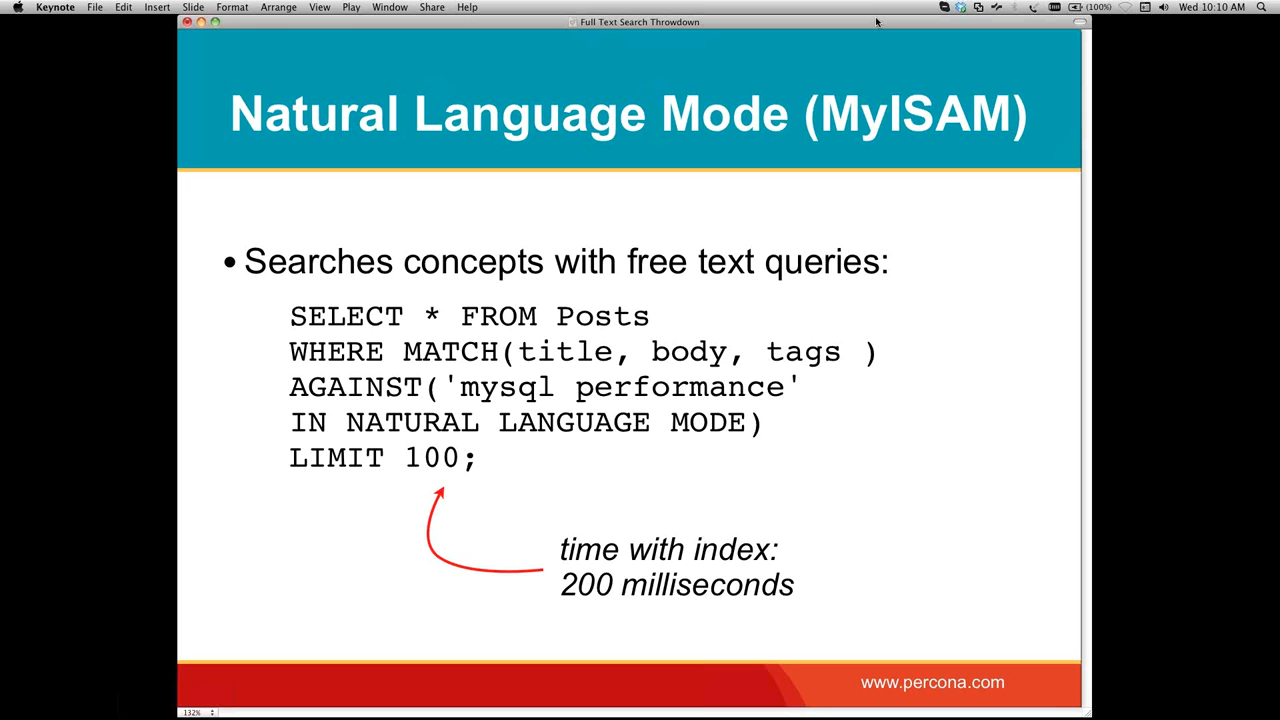 Keynote File Edit Insert Slide Format Arrange View Play Window Share Help (100%) Wed 10:10 AM
Full Text Search Throwdown
Natural Language Mode (MyISAM)
• Searches concepts with free text queries:
SELECT * FROM Posts
WHERE MATCH(title, body, tags )
AGAINST('mysql performance'
IN NATURAL LANGUAGE MODE)
LIMIT 100;
time with index:
200 milliseconds
www.percona.com
132%